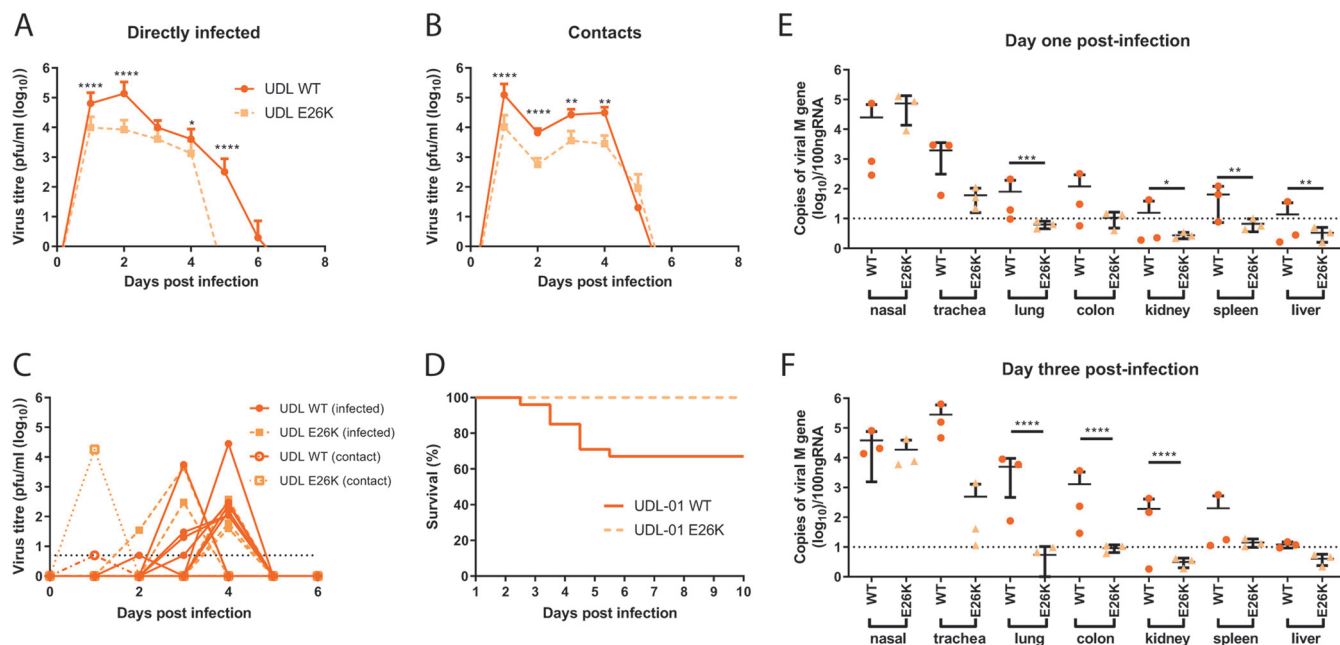 A
Directly infected
Virus titre (pfu/ml (log10))
6
5
4
3
2
1
0
**** **** * ****
UDL WT
UDL E26K
0 2 4 6 8
Days post infection
B
Contacts
Virus titre (pfu/ml (log10))
6
5
4
3
2
1
0
**** **** ** **
0 2 4 6 8
Days post infection
C
Virus titre (pfu/ml (log10))
6
5
4
3
2
1
0
UDL WT (infected)
UDL E26K (infected)
UDL WT (contact)
UDL E26K (contact)
0 2 4 6
Days post infection
D
Survival (%)
100
80
60
40
20
0
UDL-01 WT
UDL-01 E26K
1 2 3 4 5 6 7 8 9 10
Days post infection
E
Day one post-infection
Copies of viral M gene
(log10)/100ngRNA
6
5
4
3
2
1
0
*** * ** **
WT E26K WT E26K WT E26K WT E26K WT E26K WT E26K WT E26K
nasal trachea lung colon kidney spleen liver
F
Day three post-infection
Copies of viral M gene
(log10)/100ngRNA
6
5
4
3
2
1
0
**** **** ****
WT E26K WT E26K WT E26K WT E26K WT E26K WT E26K WT E26K
nasal trachea lung colon kidney spleen liver